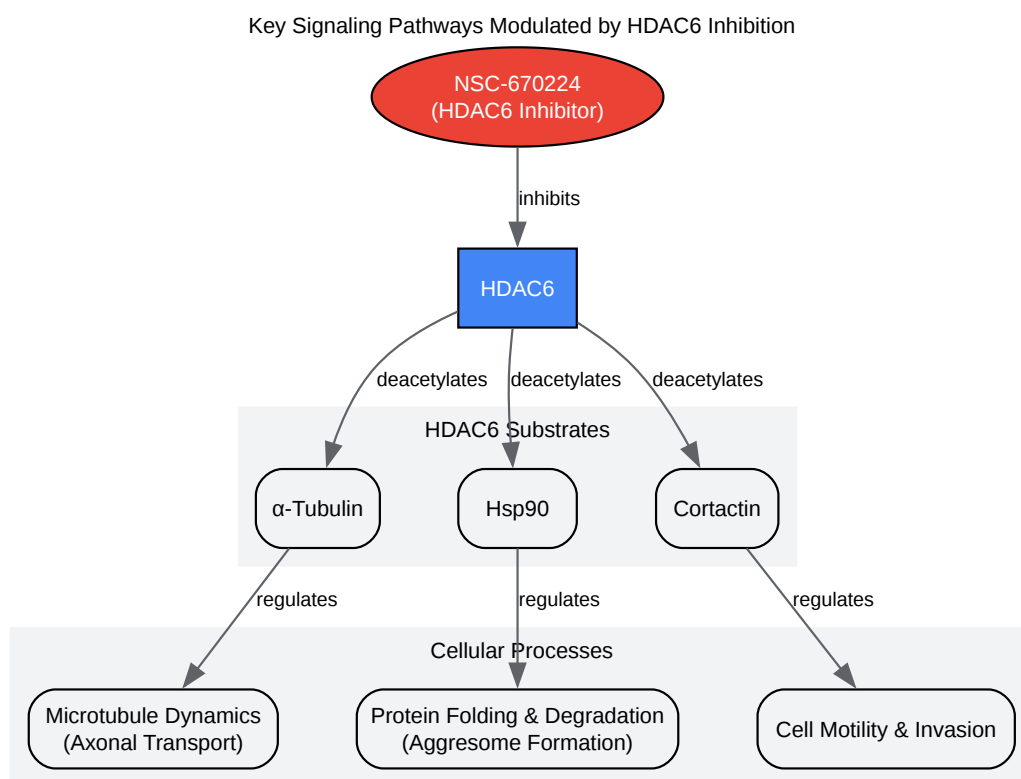 Key Signaling Pathways Modulated by HDAC6 Inhibition
NSC-670224
(HDAC6 Inhibitor)
inhibits
HDAC6
deacetylates
deacetylates
deacetylates
HDAC6 Substrates
α-Tubulin
Hsp90
Cortactin
regulates
regulates
regulates
Cellular Processes
Microtubule Dynamics
(Axonal Transport)
Protein Folding & Degradation
(Aggresome Formation)
Cell Motility & Invasion